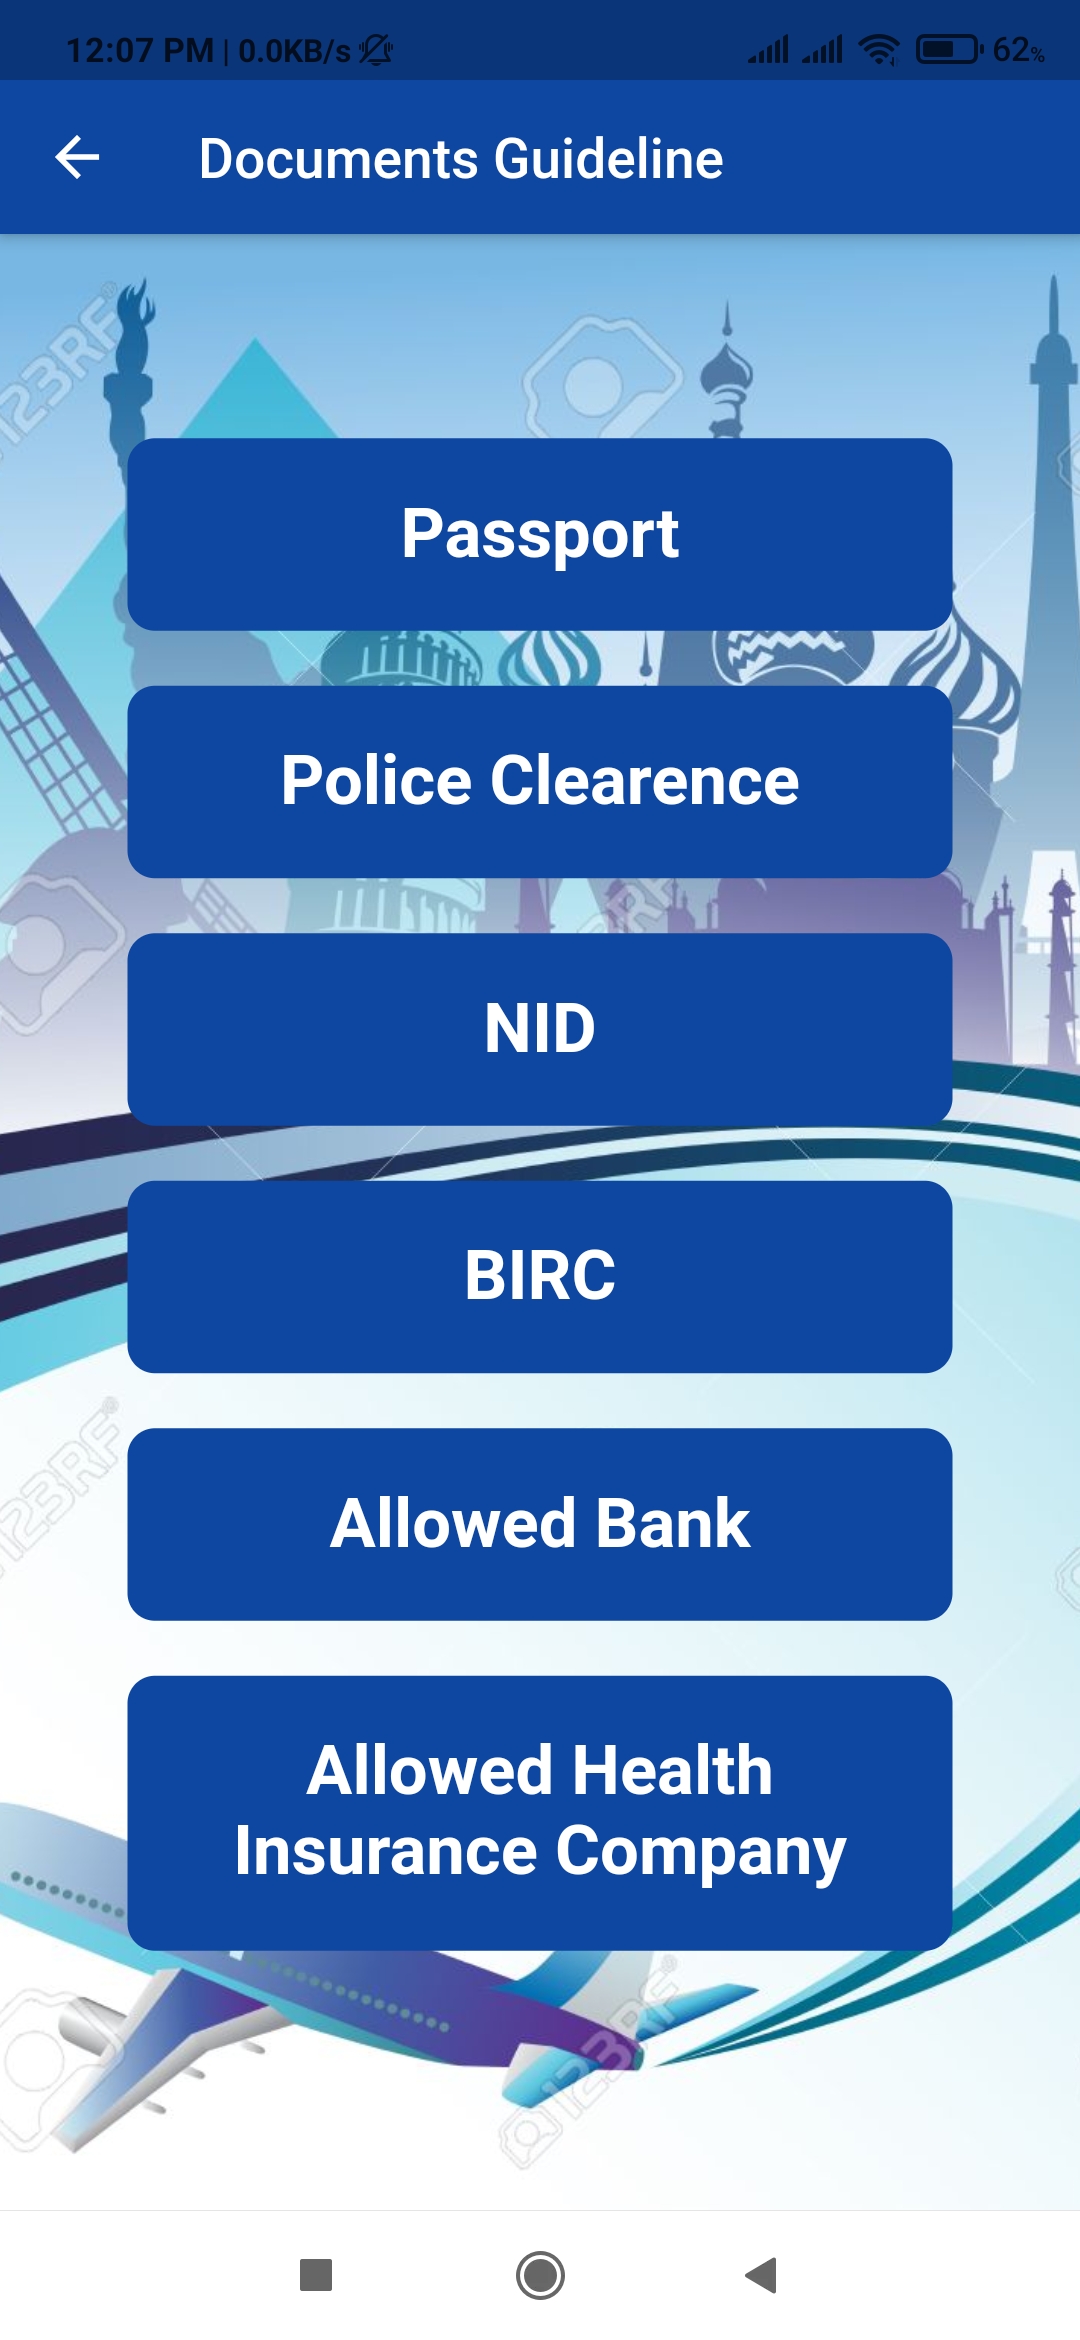 12:07 PM | 0.0KB/s
62%
Documents Guideline
123RF®
Passport
Police Clearence
123RF
NID
BIRC
123RF®
Allowed Bank
Allowed Health
Insurance Company
123RF®